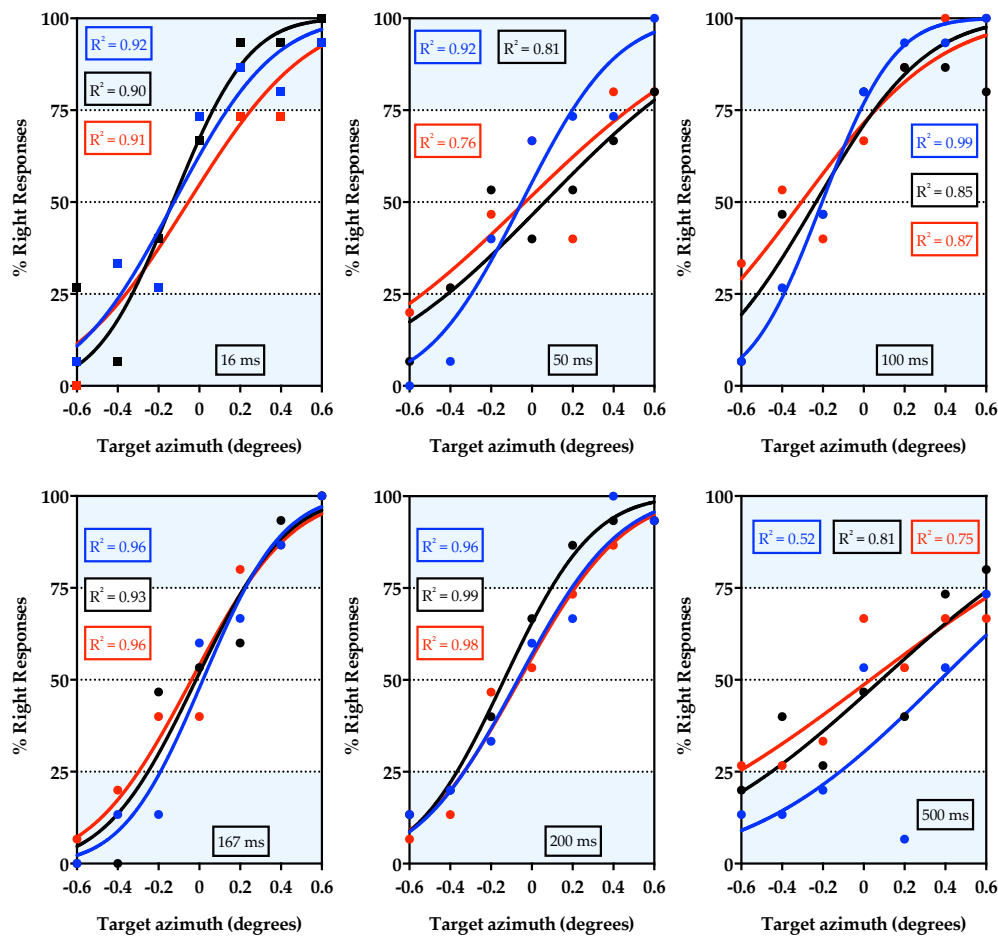 100
75
50
25
0
% Right Responses
R² = 0.92
R² = 0.90
R² = 0.91
16 ms
-0.6 -0.4 -0.2 0 0.2 0.4 0.6
Target azimuth (degrees)
100
75
50
25
0
% Right Responses
R² = 0.92 R² = 0.81
R² = 0.76
50 ms
-0.6 -0.4 -0.2 0 0.2 0.4 0.6
Target azimuth (degrees)
100
75
50
25
0
% Right Responses
R² = 0.99
R² = 0.85
R² = 0.87
100 ms
-0.6 -0.4 -0.2 0 0.2 0.4 0.6
Target azimuth (degrees)
100
75
50
25
0
% Right Responses
R² = 0.96
R² = 0.93
R² = 0.96
167 ms
-0.6 -0.4 -0.2 0 0.2 0.4 0.6
Target azimuth (degrees)
100
75
50
25
0
% Right Responses
R² = 0.96
R² = 0.99
R² = 0.98
200 ms
-0.6 -0.4 -0.2 0 0.2 0.4 0.6
Target azimuth (degrees)
100
75
50
25
0
% Right Responses
R² = 0.52 R² = 0.81 R² = 0.75
500 ms
-0.6 -0.4 -0.2 0 0.2 0.4 0.6
Target azimuth (degrees)